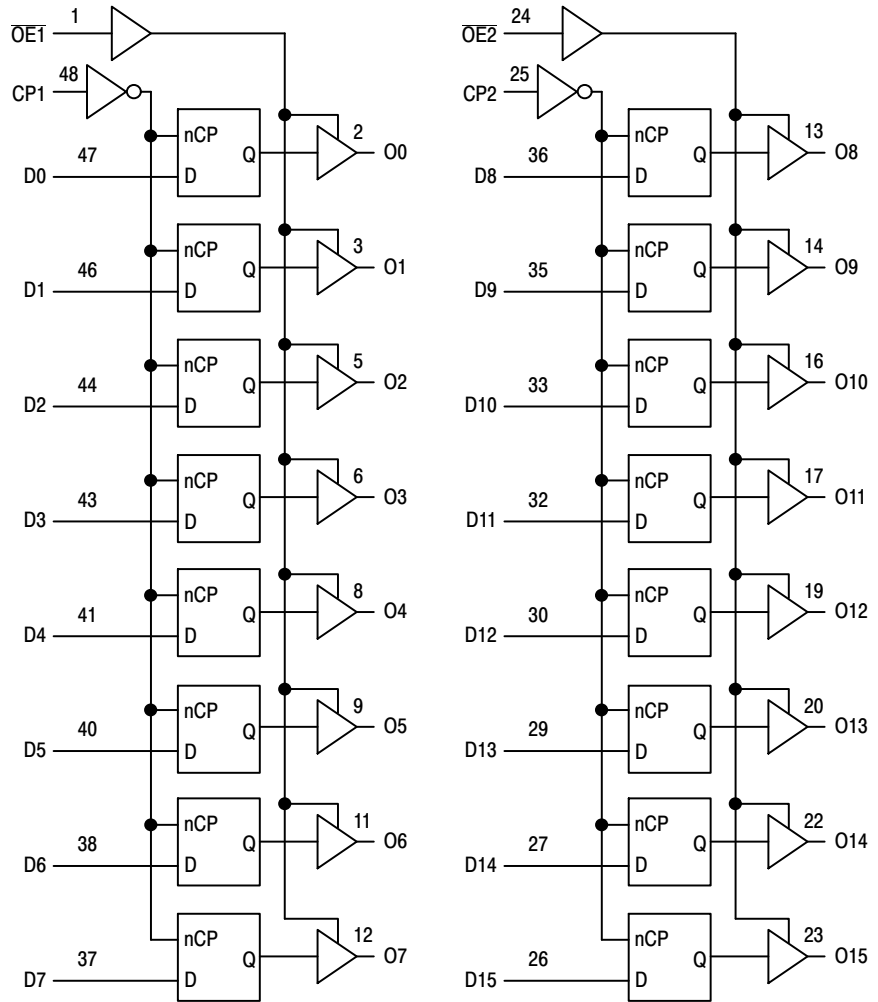 1
O̅E̅1̅
48
CP1
nCP
47
Q
2
O0
D0
D
nCP
46
Q
3
O1
D1
D
nCP
44
Q
5
O2
D2
D
nCP
43
Q
6
O3
D3
D
nCP
41
Q
8
O4
D4
D
nCP
40
Q
9
O5
D5
D
nCP
38
Q
11
O6
D6
D
nCP
37
Q
12
O7
D7
D
24
O̅E̅2̅
25
CP2
nCP
36
Q
13
O8
D8
D
nCP
35
Q
14
O9
D9
D
nCP
33
Q
16
O10
D10
D
nCP
32
Q
17
O11
D11
D
nCP
30
Q
19
O12
D12
D
nCP
29
Q
20
O13
D13
D
nCP
27
Q
22
O14
D14
D
nCP
26
Q
23
O15
D15
D